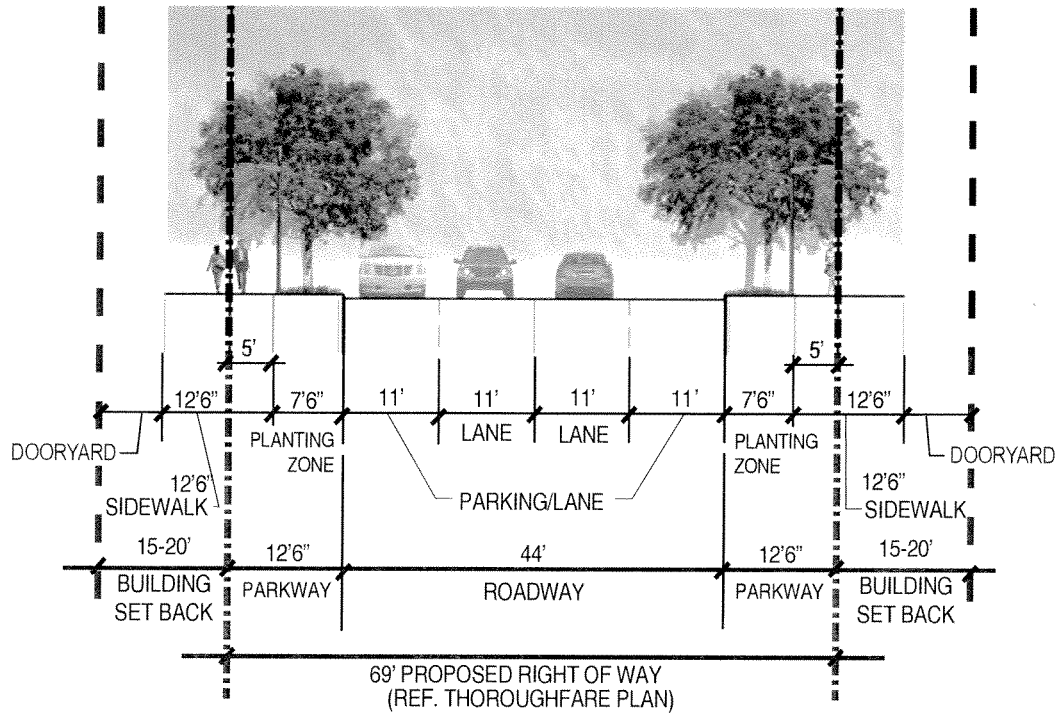 5'
5'
12'6"
7'6"
11'
11'
11'
11'
7'6"
12'6"
DOORYARD
PLANTING
ZONE
LANE
LANE
PLANTING
ZONE
DOORYARD
12'6"
SIDEWALK
PARKING/LANE
12'6"
SIDEWALK
15-20'
12'6"
44'
12'6"
15-20'
BUILDING
SET BACK
PARKWAY
ROADWAY
PARKWAY
BUILDING
SET BACK
69' PROPOSED RIGHT OF WAY
(REF. THOROUGHFARE PLAN)